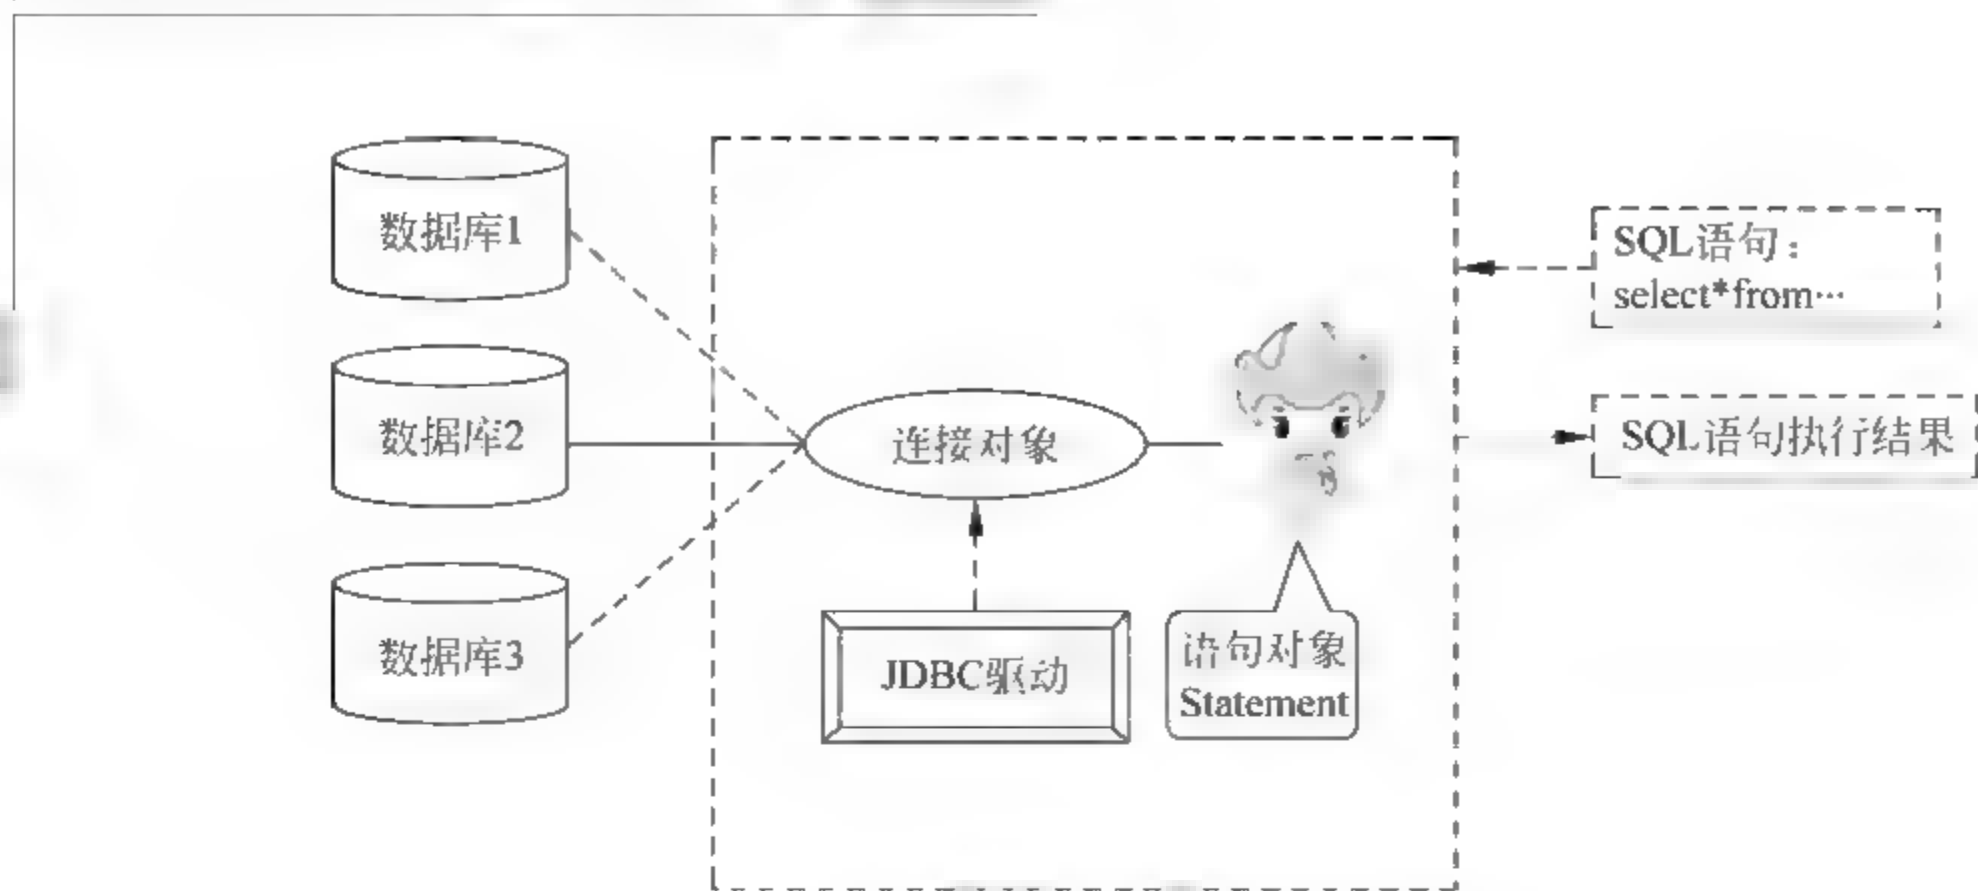 数据库1
SQL语句：
select*from…
数据库2
连接对象
SQL语句执行结果
数据库3
JDBC驱动
语句对象
Statement